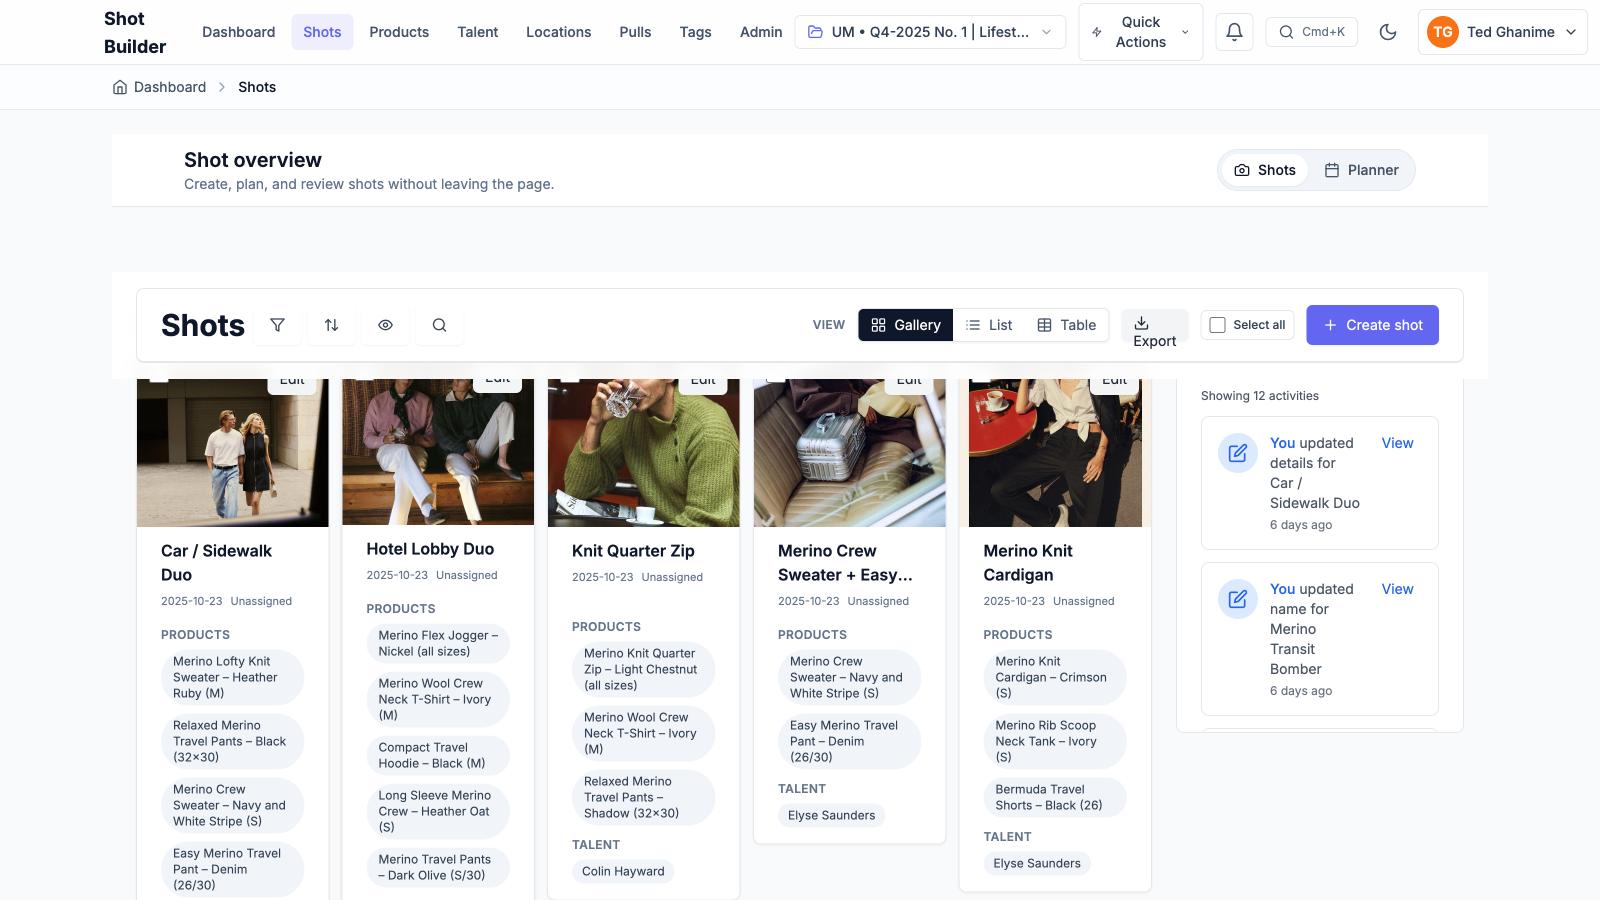 Shot
Builder
Dashboard
Shots
Products
Talent
Locations
Pulls
Tags
Admin
UM • Q4-2025 No. 1 | Lifest...
Quick
Actions
Cmd+K
TG
Ted Ghanime
Dashboard
Shots
Shot overview
Create, plan, and review shots without leaving the page.
Shots
Planner
Shots
VIEW
Gallery
List
Table
Export
Select all
Create shot
Edit
Edit
Edit
Edit
Edit
Car / Sidewalk
Duo
2025-10-23 Unassigned
PRODUCTS
Merino Lofty Knit
Sweater – Heather
Ruby (M)
Relaxed Merino
Travel Pants – Black
(32×30)
Merino Crew
Sweater – Navy and
White Stripe (S)
Easy Merino Travel
Pant – Denim
(26/30)
Hotel Lobby Duo
2025-10-23 Unassigned
PRODUCTS
Merino Flex Jogger –
Nickel (all sizes)
Merino Wool Crew
Neck T-Shirt – Ivory
(M)
Compact Travel
Hoodie – Black (M)
Long Sleeve Merino
Crew – Heather Oat
(S)
Merino Travel Pants
– Dark Olive (S/30)
Knit Quarter Zip
2025-10-23 Unassigned
PRODUCTS
Merino Knit Quarter
Zip – Light Chestnut
(all sizes)
Merino Wool Crew
Neck T-Shirt – Ivory
(M)
Relaxed Merino
Travel Pants –
Shadow (32×30)
TALENT
Colin Hayward
Merino Crew
Sweater + Easy...
2025-10-23 Unassigned
PRODUCTS
Merino Crew
Sweater – Navy and
White Stripe (S)
Easy Merino Travel
Pant – Denim
(26/30)
TALENT
Elyse Saunders
Merino Knit
Cardigan
2025-10-23 Unassigned
PRODUCTS
Merino Knit
Cardigan – Crimson
(S)
Merino Rib Scoop
Neck Tank – Ivory
(S)
Bermuda Travel
Shorts – Black (26)
TALENT
Elyse Saunders
Showing 12 activities
You updated
details for
Car /
Sidewalk Duo
6 days ago
View
You updated
name for
Merino
Transit
Bomber
6 days ago
View